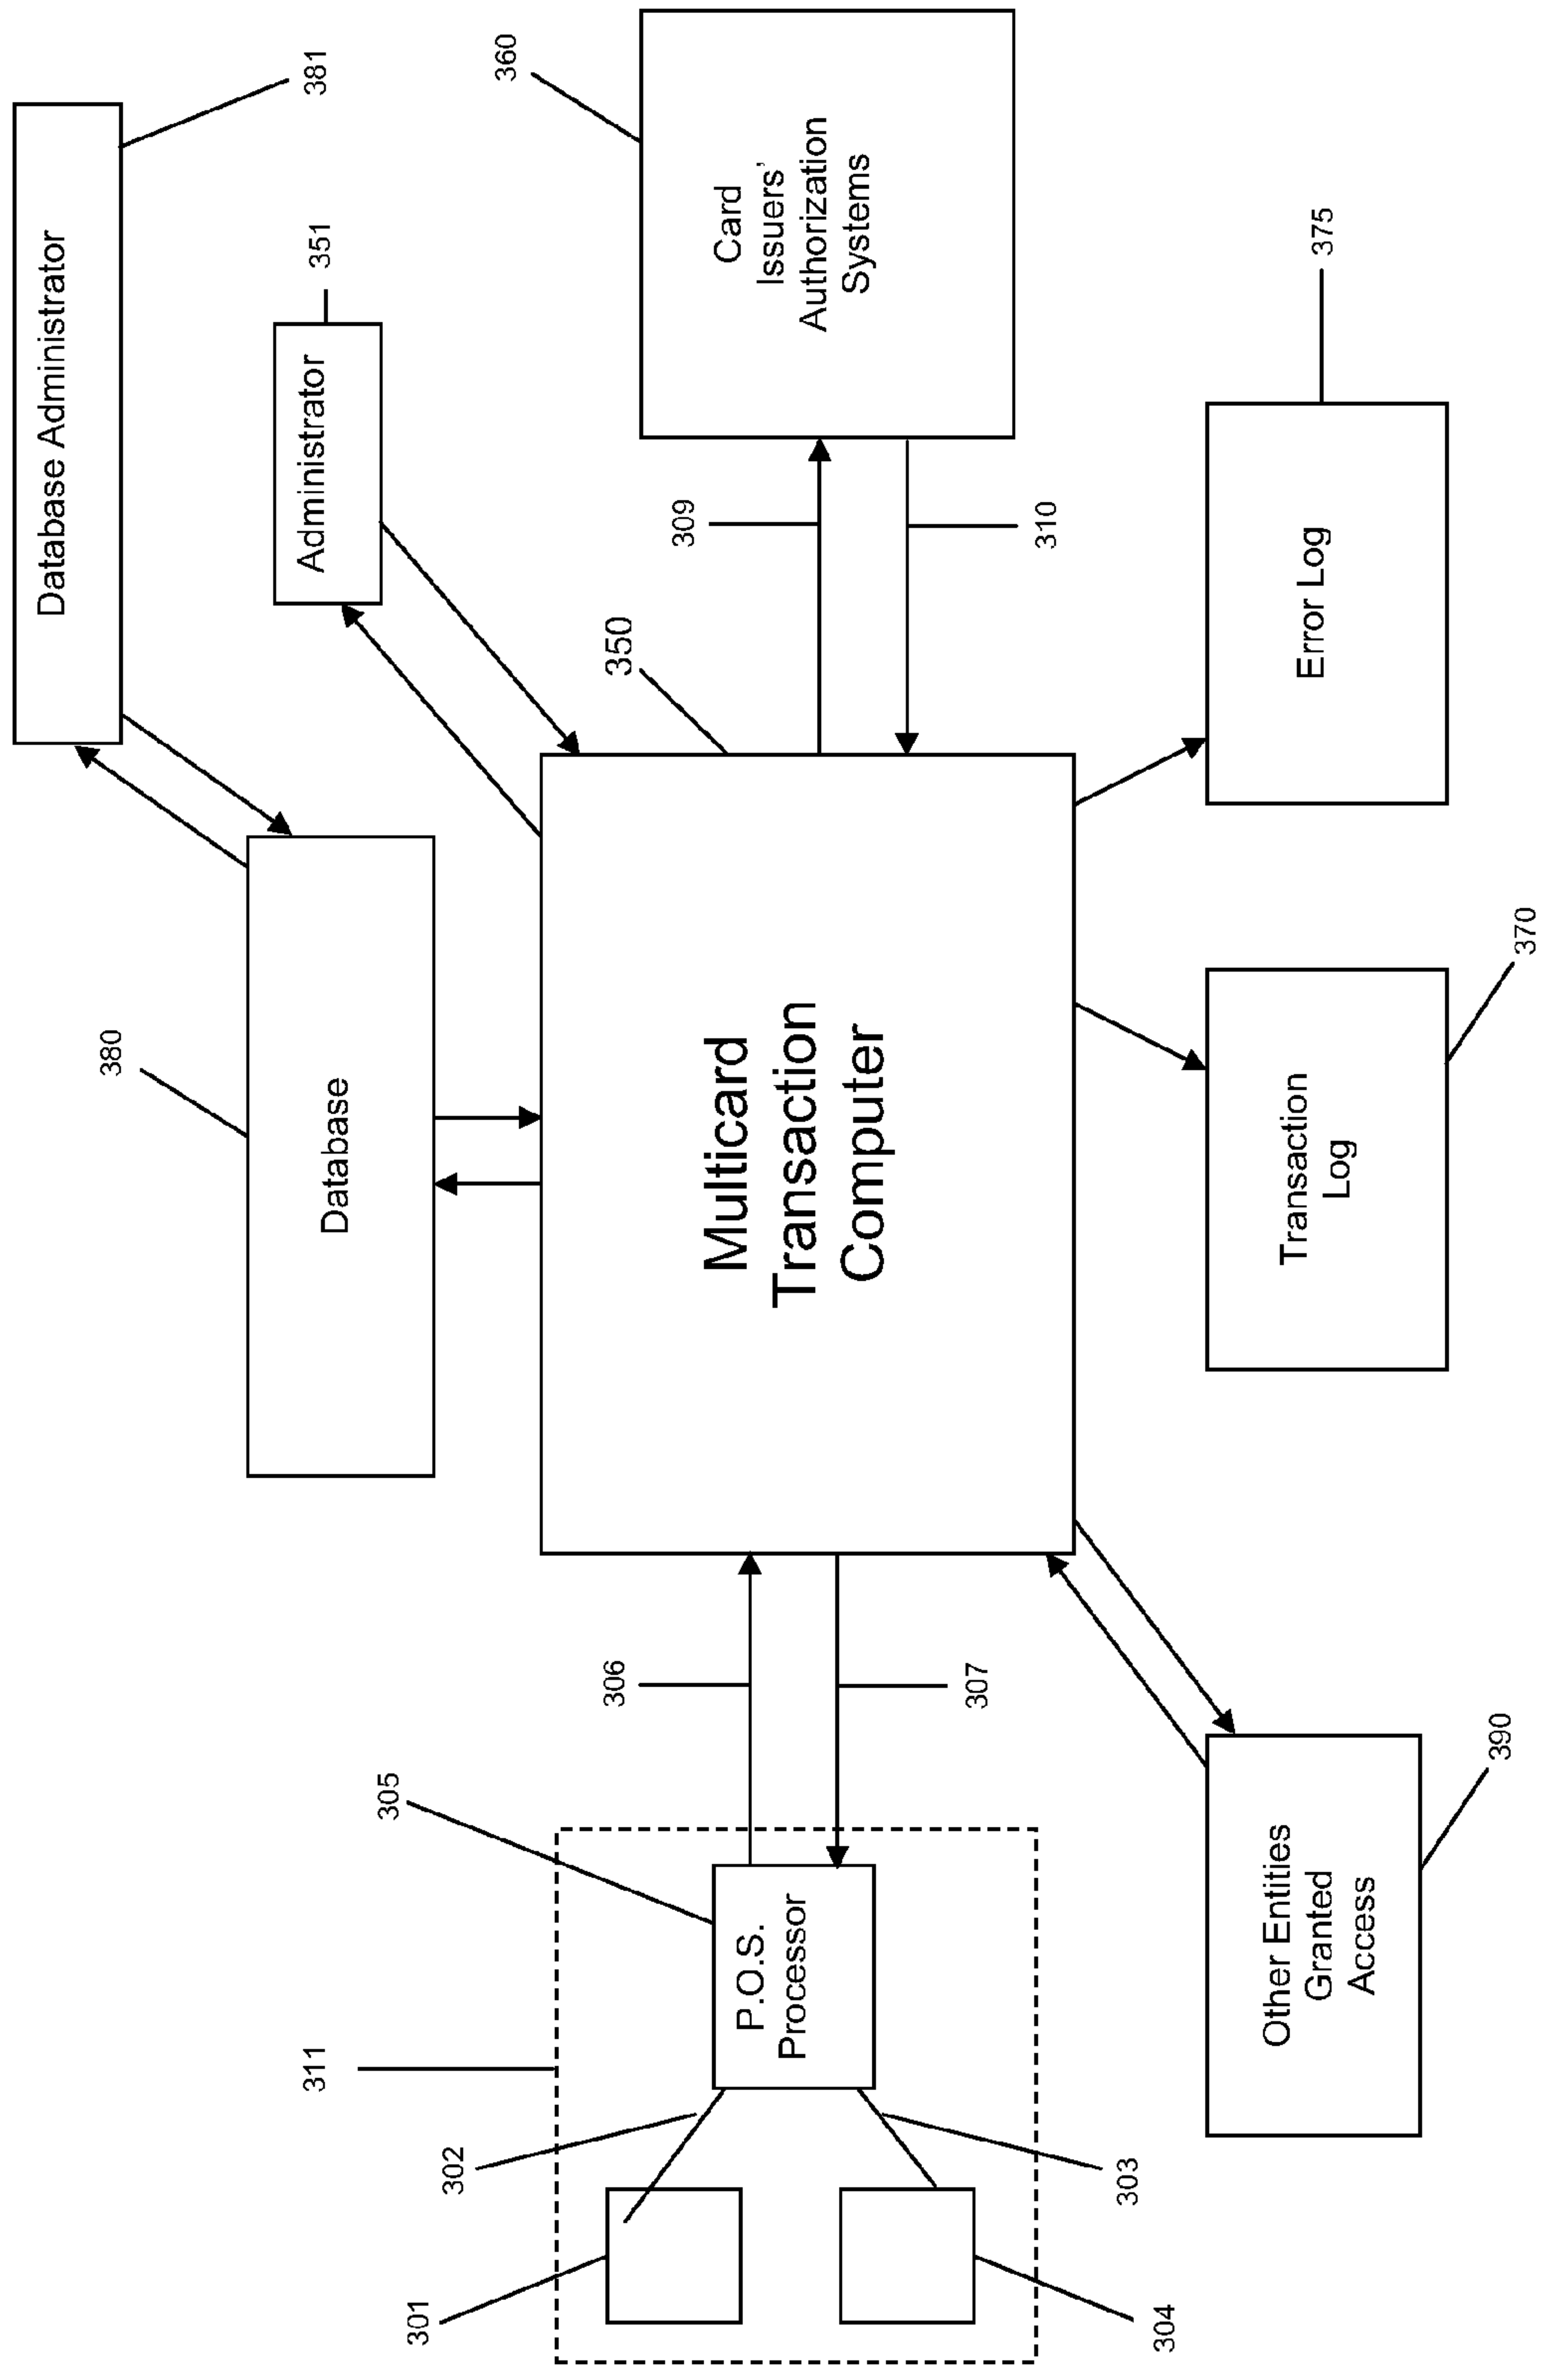 Database Administrator
381
Administrator
351
380
Database
350
360
Card
Issuers’
Authorization
Systems
309
310
Multicard
Transaction
Computer
306
307
305
311
P.O.S.
Processor
302
301
303
304
Other Entities
Granted
Access
390
Transaction
Log
370
Error Log
375